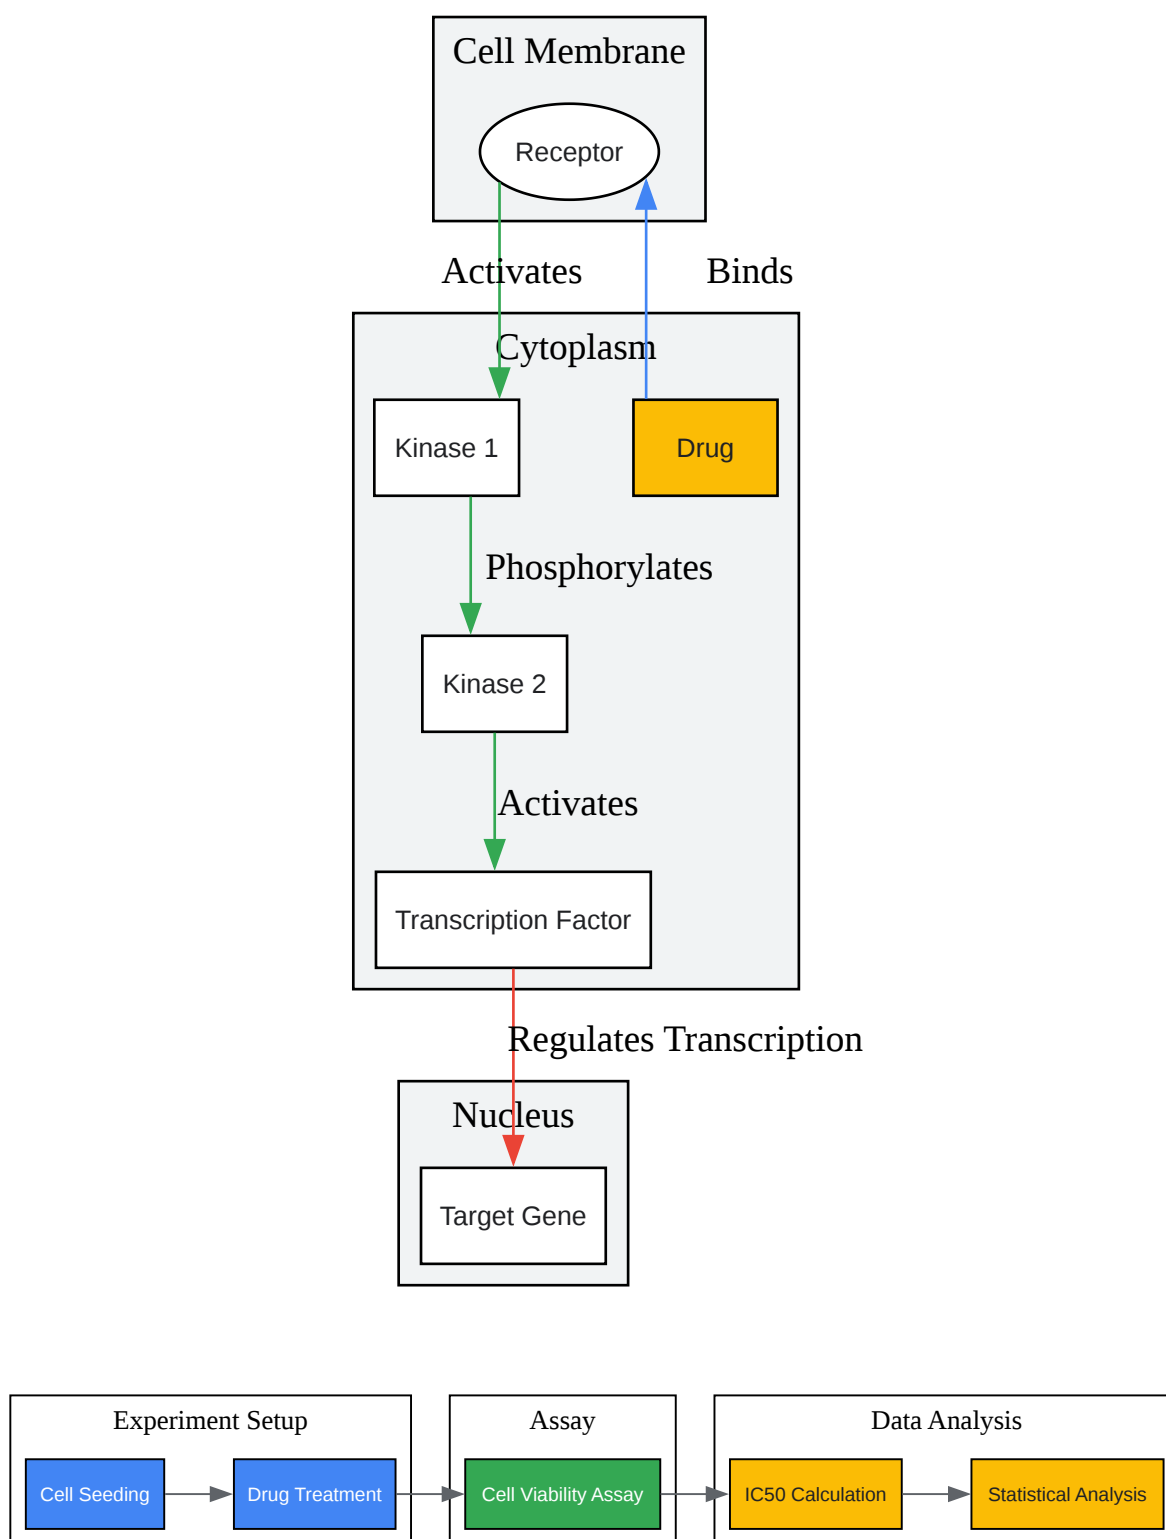 Cell Membrane
Receptor
Activates
Binds
Cytoplasm
Kinase 1
Drug
Phosphorylates
Kinase 2
Activates
Transcription Factor
Regulates Transcription
Nucleus
Target Gene
Experiment Setup
Cell Seeding
Drug Treatment
Assay
Cell Viability Assay
Data Analysis
IC50 Calculation
Statistical Analysis